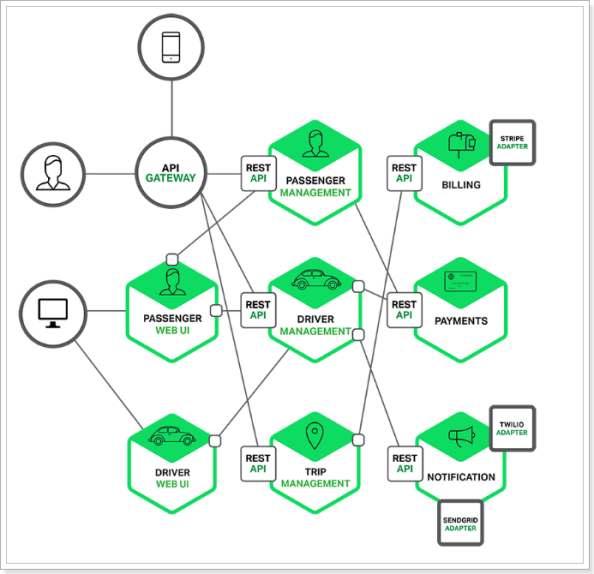 API
GATEWAY
REST
API
PASSENGER
MANAGEMENT
REST
API
BILLING
STRIPE
ADAPTER
PASSENGER
WEB UI
REST
API
DRIVER
MANAGEMENT
REST
API
PAYMENTS
DRIVER
WEB UI
REST
API
TRIP
MANAGEMENT
REST
API
NOTIFICATION
TWILIO
ADAPTER
SENDGRID
ADAPTER